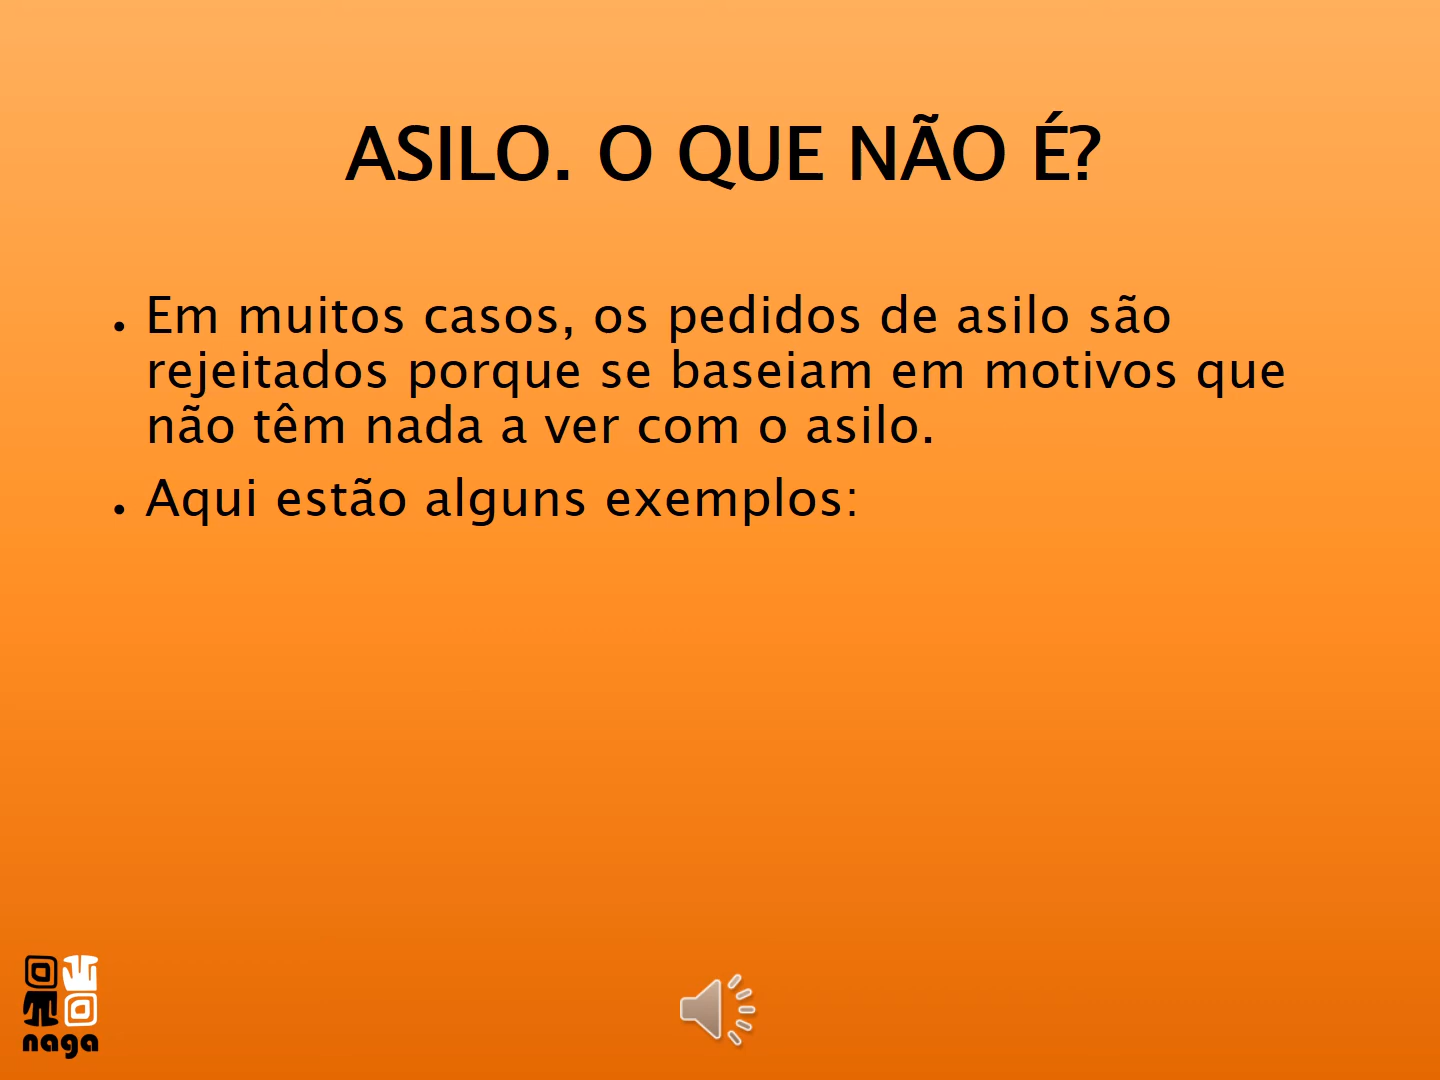 ASILO. O QUE NÃO É?
• Em muitos casos, os pedidos de asilo são
rejeitados porque se baseiam em motivos que
não têm nada a ver com o asilo.
• Aqui estão alguns exemplos:
naga